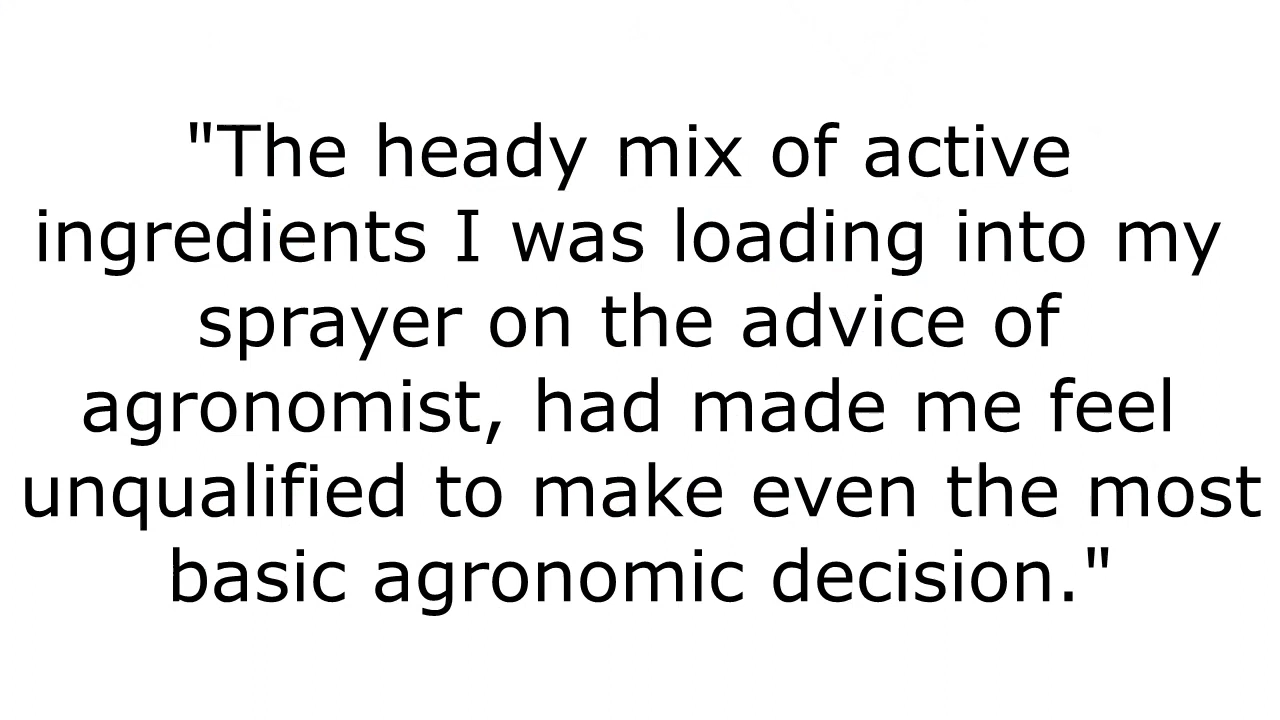 "The heady mix of active
ingredients I was loading into my
sprayer on the advice of
agronomist, had made me feel
unqualified to make even the most
basic agronomic decision."